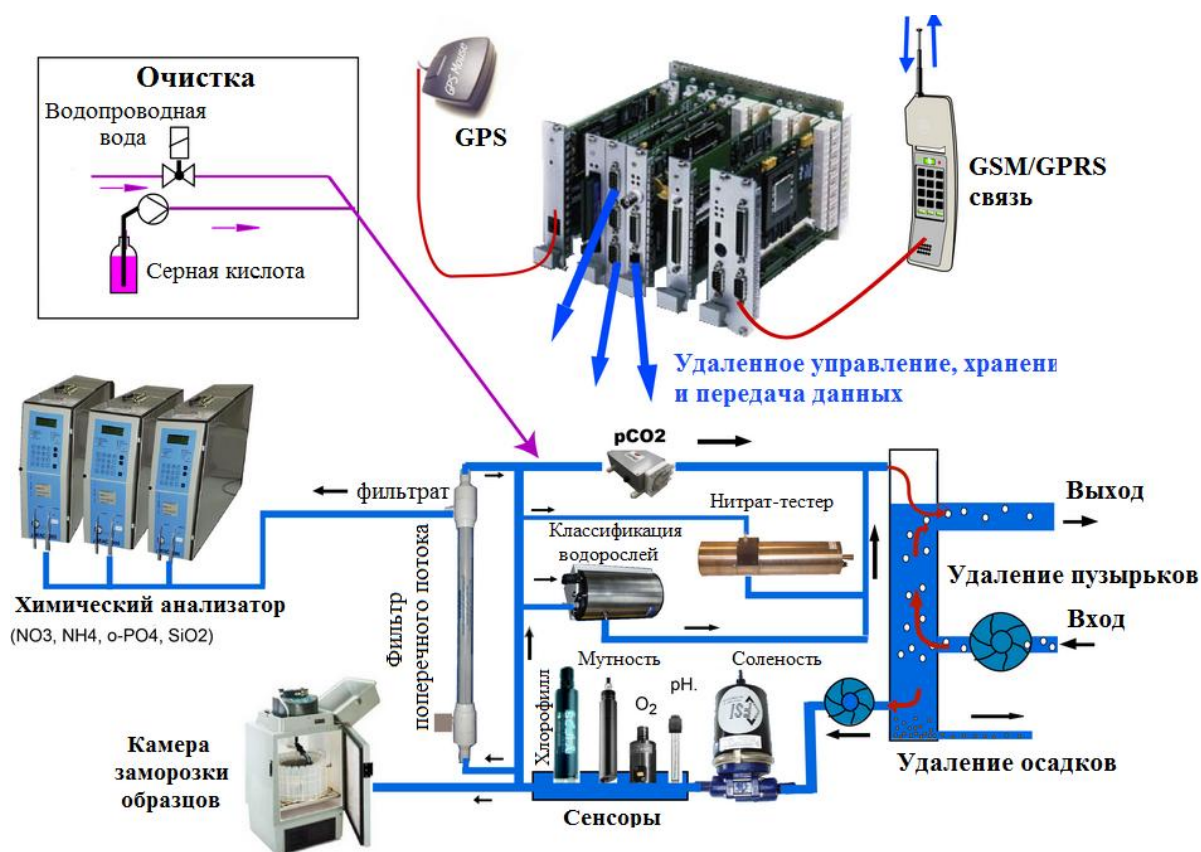 Очистка
Водопроводная
вода
Серная кислота
GPS Mouse
GPS
GSM/GPRS
связь
Удаленное управление, хранени
и передача данных
pCO2
фильтрат
Нитрат-тестер
Классификация
водорослей
Выход
Удаление пузырьков
Вход
Химический анализатор
(NO3, NH4, o-PO4, SiO2)
Фильтр
поперечного потока
Хлорофилл
Мутность
O2
pH.
Соленость
Камера
заморозки
образцов
Сенсоры
Удаление осадков